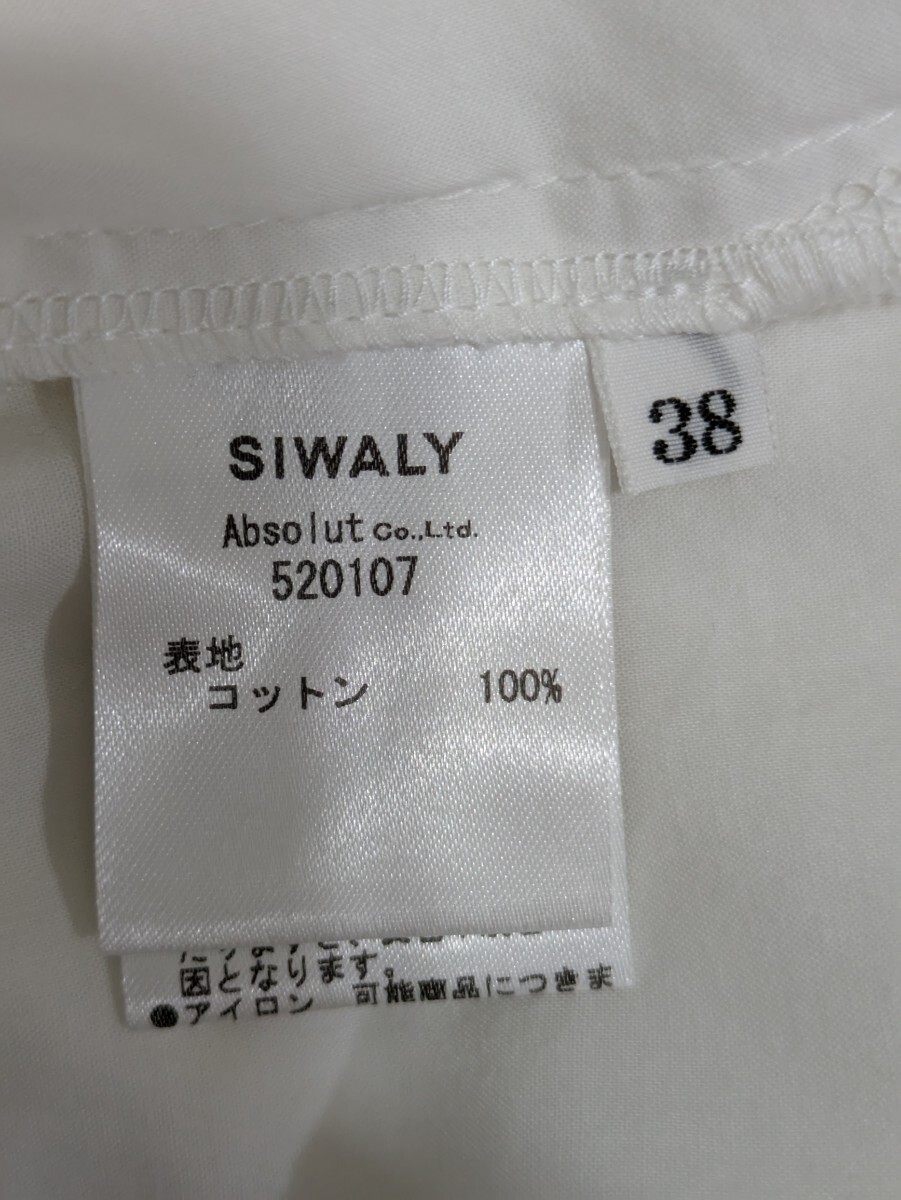 SIWALY
38
Absolut Co.,Ltd.
520107
表地
コットン 100%
因となります。
●アイロン 可能商品につきま